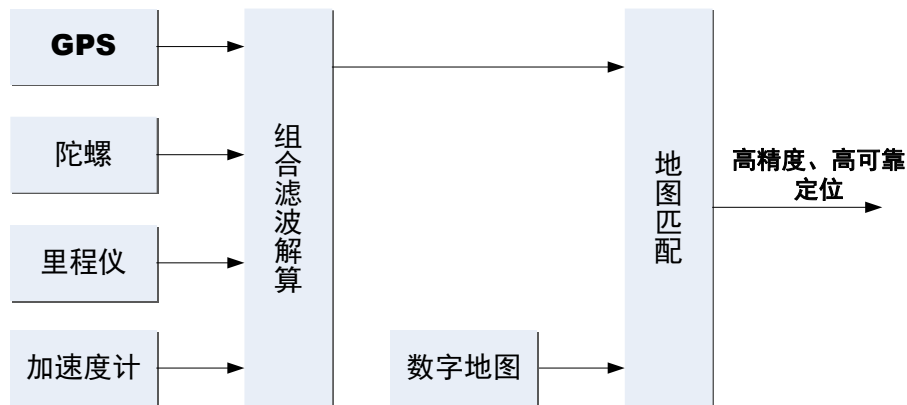 GPS
陀螺
里程仪
加速度计
组合滤波解算
数字地图
地图匹配
高精度、高可靠
定位